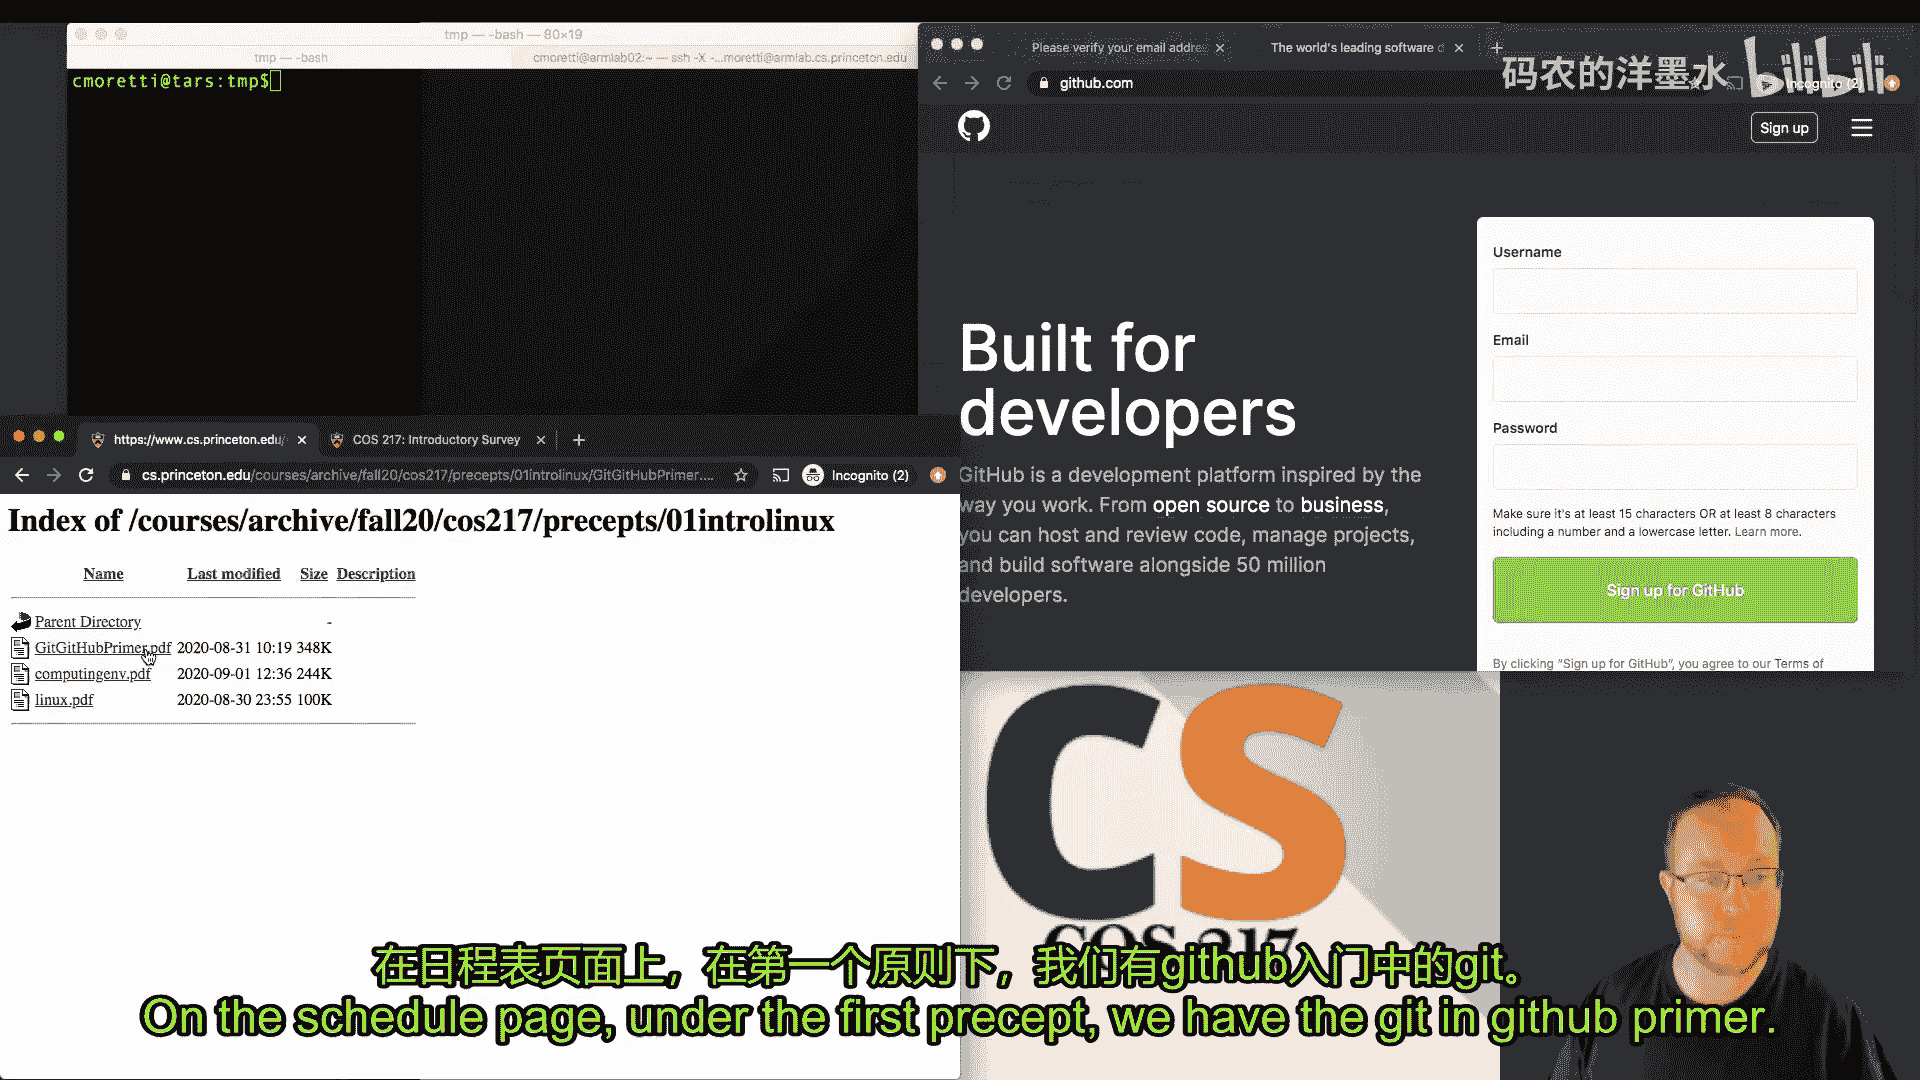 tmp — -bash — 80×19
tmp — -bash
cmoretti@armlab02:~ — ssh -X -...moretti@armlab.cs.princeton.edu
cmoretti@tars:tmp$
Please verify your email addre
The world's leading software d
github.com
Incognito (2)
码农的洋墨水 bilibili
Sign up
Built for
developers
GitHub is a development platform inspired by the
way you work. From open source to business,
you can host and review code, manage projects,
and build software alongside 50 million
developers.
Username
Email
Password
Make sure it's at least 15 characters OR at least 8 characters
including a number and a lowercase letter. Learn more.
Sign up for GitHub
By clicking “Sign up for GitHub”, you agree to our Terms of
https://www.cs.princeton.edu/
COS 217: Introductory Survey
cs.princeton.edu/courses/archive/fall20/cos217/precepts/01introlinux/GitGitHubPrimer....
Incognito (2)
Index of /courses/archive/fall20/cos217/precepts/01introlinux
Name Last modified Size Description
Parent Directory -
GitGitHubPrimer.pdf 2020-08-31 10:19 348K
computingenv.pdf 2020-09-01 12:36 244K
linux.pdf 2020-08-30 23:55 100K
CS
COS 217
在日程表页面上，在第一个原则下，我们有github入门中的git。
On the schedule page, under the first precept, we have the git in github primer.